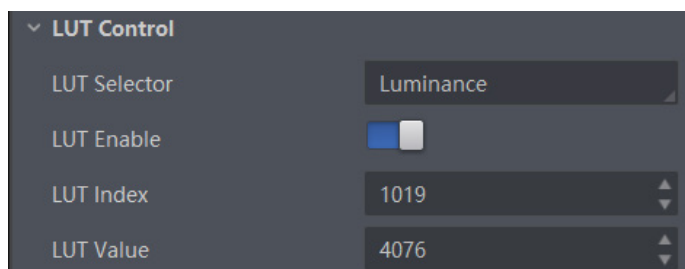 LUT Control
LUT Selector Luminance
LUT Enable
LUT Index 1019
LUT Value 4076